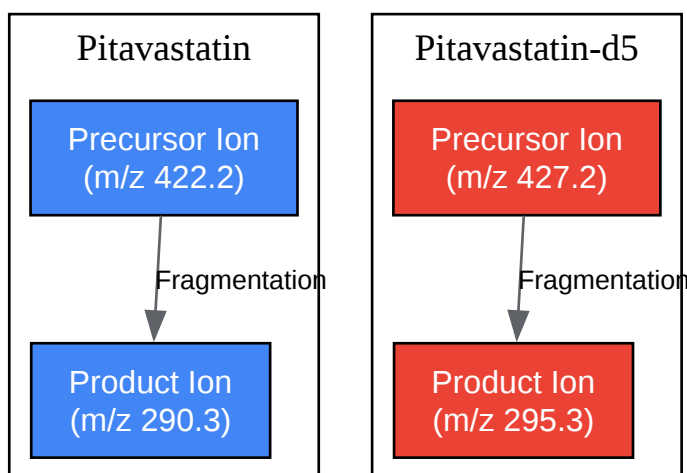 Pitavastatin
Precursor Ion
(m/z 422.2)
Fragmentation
Product Ion
(m/z 290.3)
Pitavastatin-d5
Precursor Ion
(m/z 427.2)
Fragmentation
Product Ion
(m/z 295.3)